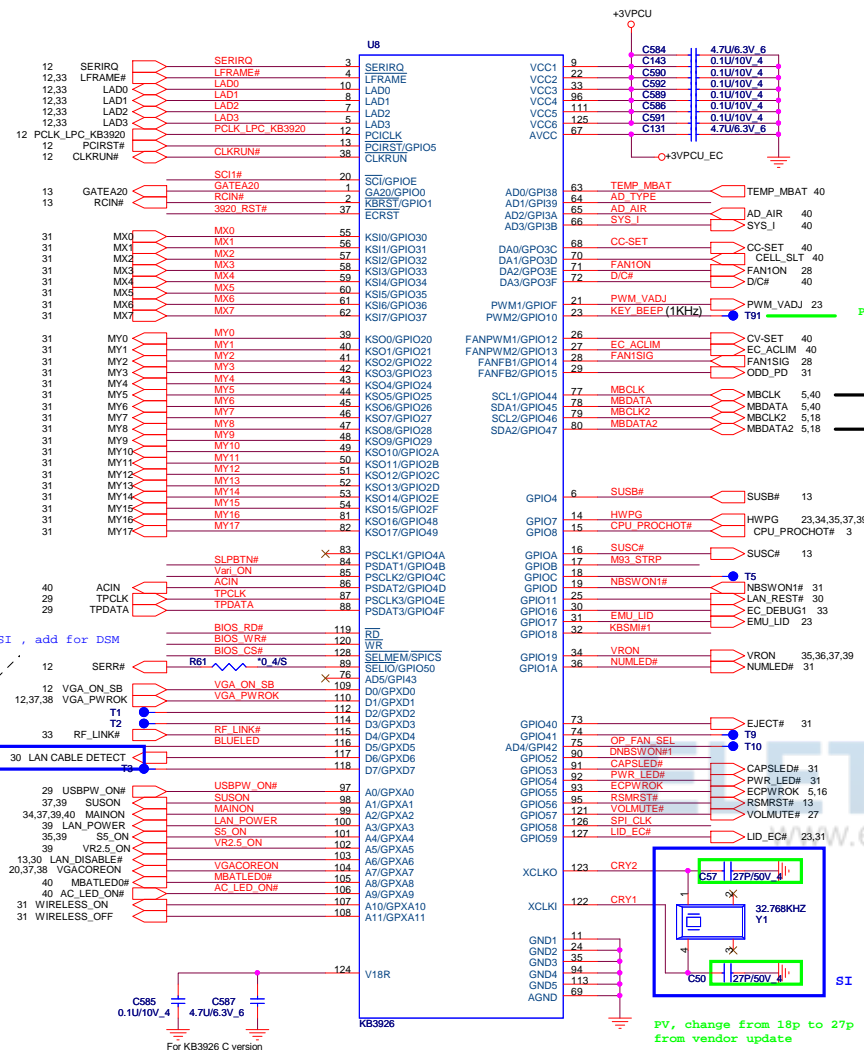 +3VPCU
U8
12 SERIRQ SERIRQ 3 SERIRQ
12,33 LFRAME# LFRAME# 4 LFRAME
12,33 LAD0 LAD0 10 LAD0
12,33 LAD1 LAD1 8 LAD1
12,33 LAD2 LAD2 7 LAD2
12,33 LAD3 LAD3 5 LAD3
12 PCLK_LPC_KB3920 PCLK_LPC_KB3920 12 PCICLK
12 PCIRST# 13 PCIRST/GPIO5
12 CLKRUN# CLKRUN# 38 CLKRUN
VCC1 9 C584 4.7U/6.3V_6
VCC2 22 C143 0.1U/10V_4
VCC3 33 C590 0.1U/10V_4
VCC4 96 C592 0.1U/10V_4
VCC5 111 C589 0.1U/10V_4
VCC6 125 C586 0.1U/10V_4
C591 0.1U/10V_4
AVCC 67 C131 4.7U/6.3V_6
+3VPCU_EC
SCI1# 20 SCI/GPIOE
13 GATEA20 GATEA20 1 GA20/GPIO0
13 RCIN# RCIN# 2 KBRST/GPIO1
3920_RST# 37 ECRST
31 MX0 MX0 55 KSI0/GPIO30
31 MX1 MX1 56 KSI1/GPIO31
31 MX2 MX2 57 KSI2/GPIO32
31 MX3 MX3 58 KSI3/GPIO33
31 MX4 MX4 59 KSI4/GPIO34
31 MX5 MX5 60 KSI5/GPIO35
31 MX6 MX6 61 KSI6/GPIO36
31 MX7 MX7 62 KSI7/GPIO37
AD0/GPI38 63 TEMP_MBAT TEMP_MBAT 40
AD1/GPI39 64 AD_TYPE
AD2/GPI3A 65 AD_AIR AD_AIR 40
AD3/GPI3B 66 SYS_I SYS_I 40
DA0/GPO3C 68 CC-SET CC-SET 40
DA1/GPO3D 70 CELL_SLT 40
DA2/GPO3E 71 FAN1ON FAN1ON 28
DA3/GPO3F 72 D/C# D/C# 40
PWM1/GPIOF 21 PWM_VADJ PWM_VADJ 23
PWM2/GPIO10 23 KEY_BEEP (1KHz) T91
P
31 MY0 MY0 39 KSO0/GPIO20
31 MY1 MY1 40 KSO1/GPIO21
31 MY2 MY2 41 KSO2/GPIO22
31 MY3 MY3 42 KSO3/GPIO23
31 MY4 MY4 43 KSO4/GPIO24
31 MY5 MY5 44 KSO5/GPIO25
31 MY6 MY6 45 KSO6/GPIO26
31 MY7 MY7 46 KSO7/GPIO27
31 MY8 MY8 47 KSO8/GPIO28
31 MY9 MY9 48 KSO9/GPIO29
31 MY10 MY10 49 KSO10/GPIO2A
31 MY11 MY11 50 KSO11/GPIO2B
31 MY12 MY12 51 KSO12/GPIO2C
31 MY13 MY13 52 KSO13/GPIO2D
31 MY14 MY14 53 KSO14/GPIO2E
31 MY15 MY15 54 KSO15/GPIO2F
31 MY16 MY16 81 KSO16/GPIO48
31 MY17 MY17 82 KSO17/GPIO49
FANPWM1/GPIO12 26 CV-SET 40
FANPWM2/GPIO13 27 EC_ACLIM EC_ACLIM 40
FANFB1/GPIO14 28 FAN1SIG FAN1SIG 28
FANFB2/GPIO15 29 ODD_PD 31
SCL1/GPIO44 77 MBCLK MBCLK 5,40
SDA1/GPIO45 78 MBDATA MBDATA 5,40
SCL2/GPIO46 79 MBCLK2 MBCLK2 5,18
SDA2/GPIO47 80 MBDATA2 MBDATA2 5,18
GPIO4 6 SUSB# SUSB# 13
GPIO7 14 HWPG HWPG 23,34,35,37,39
GPIO8 15 CPU_PROCHOT# CPU_PROCHOT# 3
GPIOA 16 SUSC# SUSC# 13
GPIOB 17 M93_STRP
GPIOC 18 T5
GPIOD 19 NBSWON1# NBSWON1# 31
GPIO11 25 LAN_REST# 30
GPIO16 30 EC_DEBUG1 33
GPIO17 31 EMU_LID EMU_LID 23
GPIO18 32 KBSMI#1
GPIO19 34 VRON VRON 35,36,37,39
GPIO1A 36 NUMLED# NUMLED# 31
83 PSCLK1/GPIO4A
SLPBTN# 84 PSDAT1/GPIO4B
Vari_ON 85 PSCLK2/GPIO4C
40 ACIN ACIN 86 PSDAT2/GPIO4D
29 TPCLK TPCLK 87 PSCLK3/GPIO4E
29 TPDATA TPDATA 88 PSDAT3/GPIO4F
SI , add for DSM
BIOS_RD# 119 RD
BIOS_WR# 120 WR
BIOS_CS# 128 SELMEM/SPICS
12 SERR# R61 *0_4/S 89 SELIO/GPIO50
76 AD5/GPI43
12 VGA_ON_SB VGA_ON_SB 109 D0/GPXD0
12,37,38 VGA_PWROK VGA_PWROK 110 D1/GPXD1
T1 112 D2/GPXD2
T2 114 D3/GPXD3
33 RF_LINK# RF_LINK# 115 D4/GPXD4
BLUELED 116 D5/GPXD5
30 LAN CABLE DETECT 117 D6/GPXD6
T3 118 D7/GPXD7
GPIO40 73 EJECT# 31
GPIO41 74 T9
AD4/GPI42 75 OP_FAN_SEL T10
GPIO52 90 DNBSWON#1
GPIO53 91 CAPSLED# CAPSLED# 31
GPIO54 92 PWR_LED# PWR_LED# 31
GPIO55 93 ECPWROK ECPWROK 5,16
GPIO56 95 RSMRST# RSMRST# 13
GPIO57 121 VOLMUTE# VOLMUTE# 27
GPIO58 126 SPI_CLK
GPIO59 127 LID_EC# LID_EC# 23,31
ELET
www.e
29 USBPW_ON# USBPW_ON# 97 A0/GPXA0
37,39 SUSON SUSON 98 A1/GPXA1
34,37,39,40 MAINON MAINON 99 A2/GPXA2
39 LAN_POWER LAN_POWER 100 A3/GPXA3
35,39 S5_ON S5_ON 101 A4/GPXA4
39 VR2.5_ON VR2.5_ON 102 A5/GPXA5
13,30 LAN_DISABLE# 103 A6/GPXA6
20,37,38 VGACOREON VGACOREON 104 A7/GPXA7
40 MBATLED0# MBATLED0# 105 A8/GPXA8
40 AC_LED_ON# AC_LED_ON# 106 A9/GPXA9
31 WIRELESS_ON 107 A10/GPXA10
31 WIRELESS_OFF 108 A11/GPXA11
XCLKO 123 CRY2 C57 27P/50V_4
XCLKI 122 CRY1
1 2
32.768KHZ
Y1
4 3
C50 27P/50V_4
SI
GND1 11
GND2 24
GND3 35
GND4 94
GND5 113
AGND 69
124 V18R
C585
0.1U/10V_4
C587
4.7U/6.3V_6
KB3926
For KB3926 C version
PV, change from 18p to 27p
from vendor update